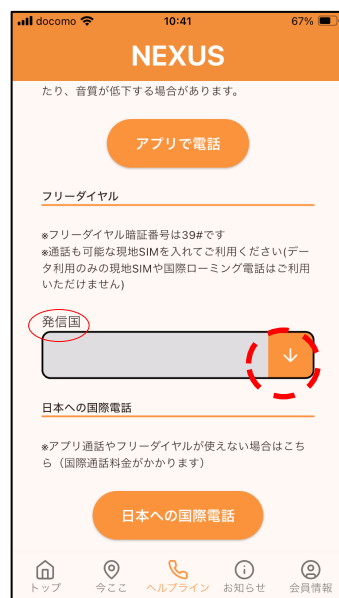 docomo 10:41 67%
NEXUS
たり、音質が低下する場合があります。
アプリで電話
フリーダイヤル
※フリーダイヤル暗証番号は39#です
※通話も可能な現地SIMを入れてご利用ください(デー
タ利用のみの現地SIMや国際ローミング電話はご利用
いただけません)
発信国
日本への国際電話
※アプリ通話やフリーダイヤルが使えない場合はこち
ら（国際通話料金がかかります）
日本への国際電話
トップ 今ここ ヘルプライン お知らせ 会員情報